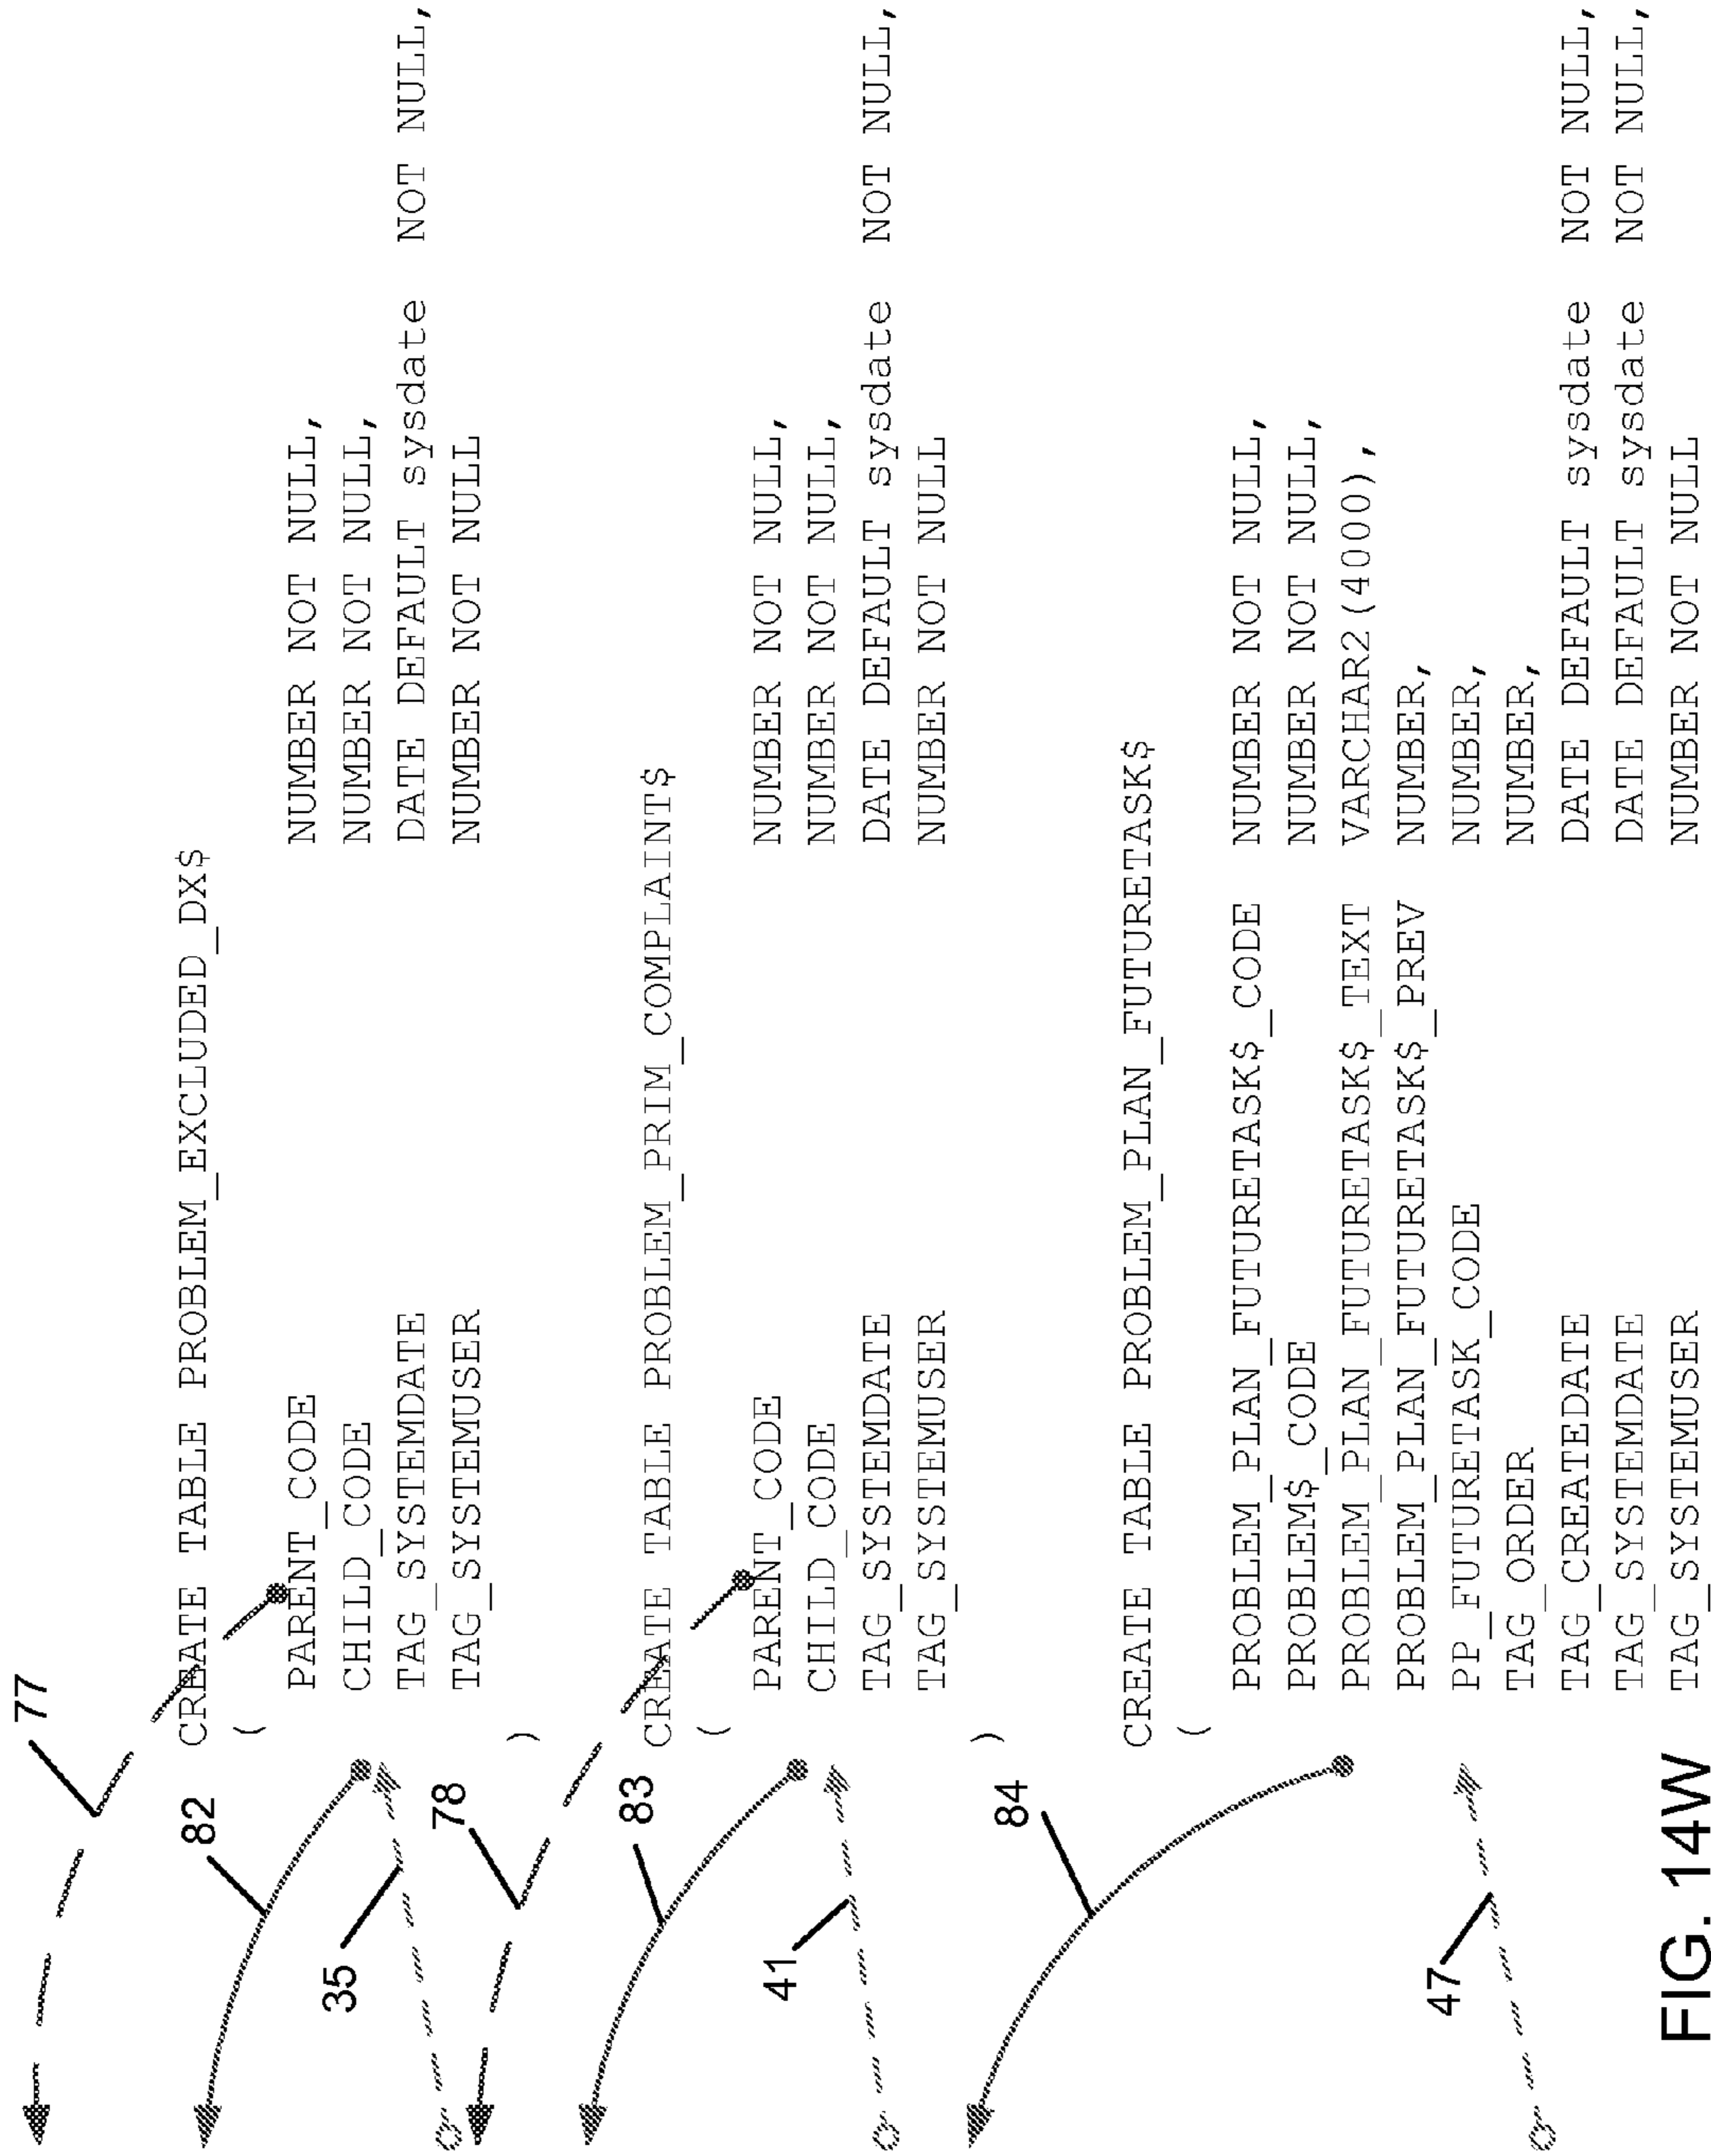 77
CREATE TABLE PROBLEM_EXCLUDED_DX$
(
82
PARENT_CODE NUMBER NOT NULL,
CHILD_CODE NUMBER NOT NULL,
35
TAG_SYSTEMDATE DATE DEFAULT sysdate NOT NULL,
TAG_SYSTEMUSER NUMBER NOT NULL
)
78
CREATE TABLE PROBLEM_PRIM_COMPLAINT$
(
83
PARENT_CODE NUMBER NOT NULL,
CHILD_CODE NUMBER NOT NULL,
41
TAG_SYSTEMDATE DATE DEFAULT sysdate NOT NULL,
TAG_SYSTEMUSER NUMBER NOT NULL
)
84
CREATE TABLE PROBLEM_PLAN_FUTURETASK$
(
PROBLEM_PLAN_FUTURETASK$_CODE NUMBER NOT NULL,
PROBLEM$_CODE NUMBER NOT NULL,
PROBLEM_PLAN_FUTURETASK$_TEXT VARCHAR2(4000),
PROBLEM_PLAN_FUTURETASK$_PREV NUMBER,
47
PP_FUTURETASK_CODE NUMBER,
TAG_ORDER NUMBER,
TAG_CREATEDATE DATE DEFAULT sysdate NOT NULL,
TAG_SYSTEMDATE DATE DEFAULT sysdate NOT NULL,
TAG_SYSTEMUSER NUMBER NOT NULL
FIG. 14W